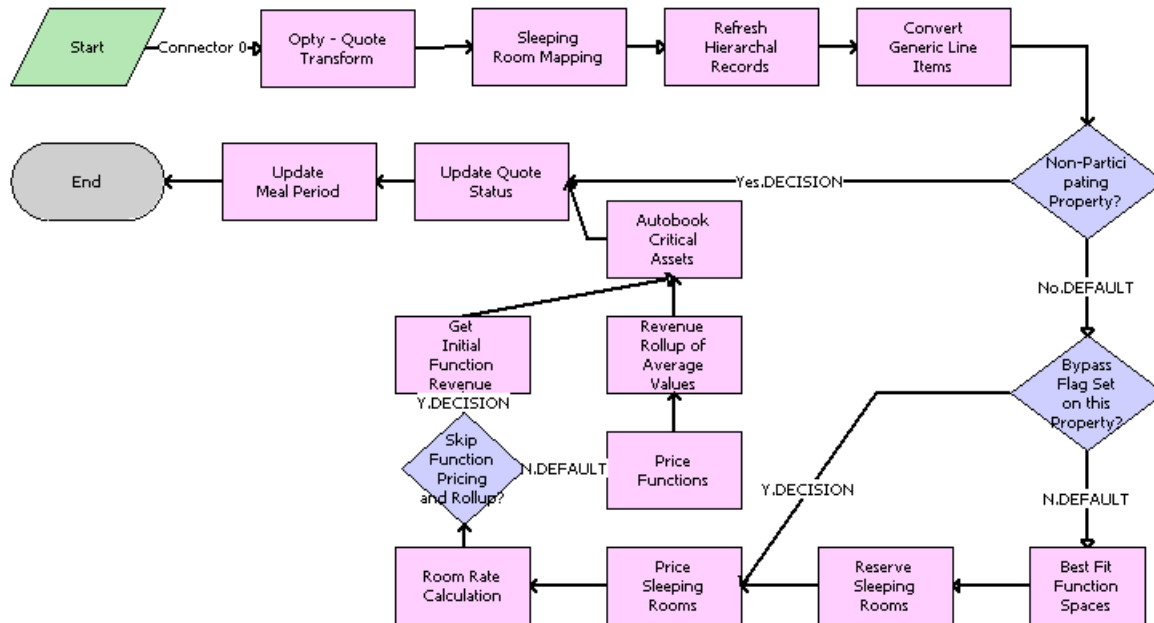 Start
Connector 0
Opty - Quote
Transform
Sleeping
Room Mapping
Refresh
Hierarchal
Records
Convert
Generic Line
Items
End
Update
Meal Period
Update Quote
Status
Yes.DECISION
Non-Partici
pating
Property?
Autobook
Critical
Assets
No.DEFAULT
Get
Initial
Function
Revenue
Revenue
Rollup of
Average
Values
Bypass
Flag Set
on this
Property?
Y.DECISION
Skip
Function
Pricing
and Rollup?
N.DEFAULT
Price
Functions
Y.DECISION
N.DEFAULT
Room Rate
Calculation
Price
Sleeping
Rooms
Reserve
Sleeping
Rooms
Best Fit
Function
Spaces